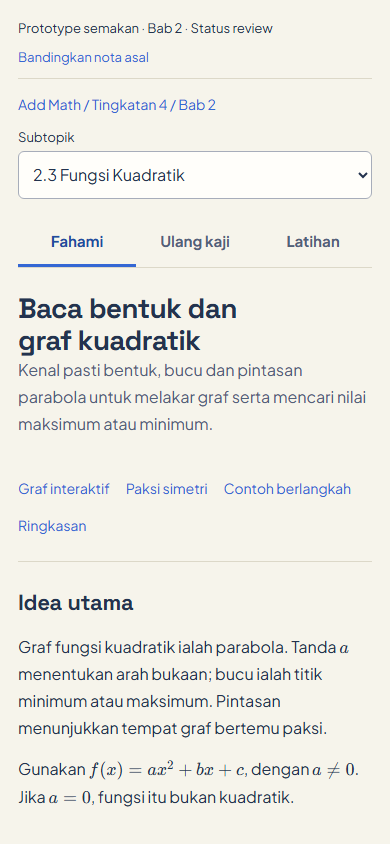 Prototype semakan · Bab 2 · Status review
Bandingkan nota asal
Add Math / Tingkatan 4 / Bab 2
Subtopik
2.3 Fungsi Kuadratik
Fahami Ulang kaji Latihan
Baca bentuk dan
graf kuadratik
Kenal pasti bentuk, bucu dan pintasan
parabola untuk melakar graf serta mencari nilai
maksimum atau minimum.
Graf interaktif Paksi simetri Contoh berlangkah
Ringkasan
Idea utama
Graf fungsi kuadratik ialah parabola. Tanda a
menentukan arah bukaan; bucu ialah titik
minimum atau maksimum. Pintasan
menunjukkan tempat graf bertemu paksi.
Gunakan f(x) = ax² + bx + c, dengan a ≠ 0.
Jika a = 0, fungsi itu bukan kuadratik.